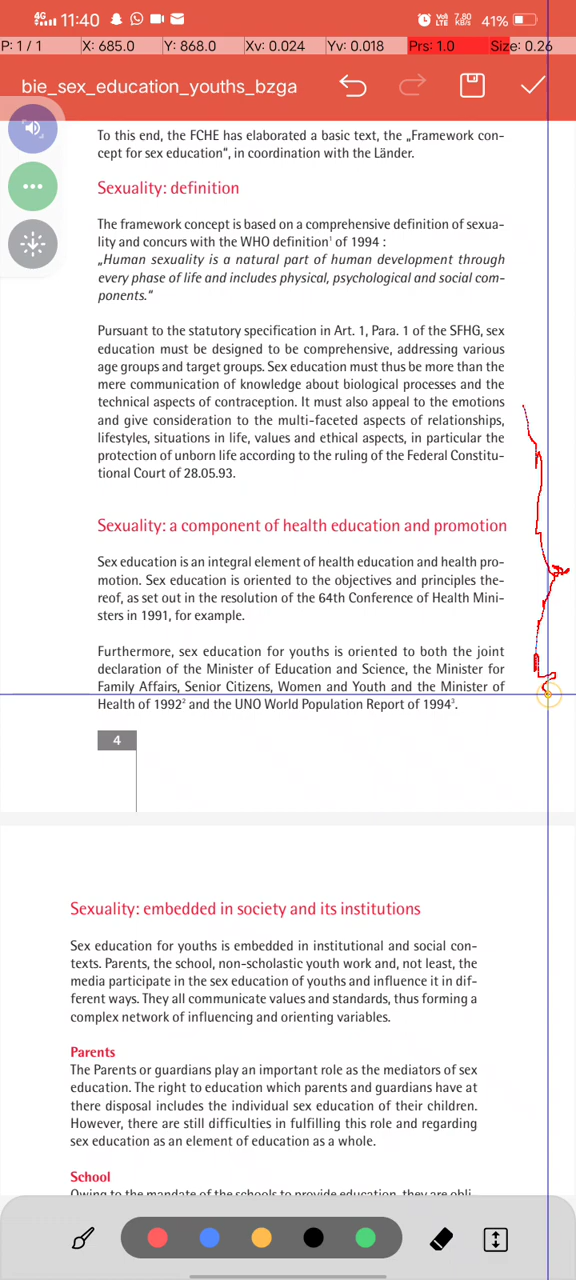 4G 11:40 VoI LTE 7.80 KB/s 41%
P: 1 / 1 X: 685.0 Y: 868.0 Xv: 0.024 Yv: 0.018 Prs: 1.0 Size: 0.26
bie_sex_education_youths_bzga
To this end, the FCHE has elaborated a basic text, the „Framework con-
cept for sex education“, in coordination with the Länder.
Sexuality: definition
The framework concept is based on a comprehensive definition of sexua-
lity and concurs with the WHO definition¹ of 1994 :
„Human sexuality is a natural part of human development through
every phase of life and includes physical, psychological and social com-
ponents.“
Pursuant to the statutory specification in Art. 1, Para. 1 of the SFHG, sex
education must be designed to be comprehensive, addressing various
age groups and target groups. Sex education must thus be more than the
mere communication of knowledge about biological processes and the
technical aspects of contraception. It must also appeal to the emotions
and give consideration to the multi-faceted aspects of relationships,
lifestyles, situations in life, values and ethical aspects, in particular the
protection of unborn life according to the ruling of the Federal Constitu-
tional Court of 28.05.93.
Sexuality: a component of health education and promotion
Sex education is an integral element of health education and health pro-
motion. Sex education is oriented to the objectives and principles the-
reof, as set out in the resolution of the 64th Conference of Health Mini-
sters in 1991, for example.
Furthermore, sex education for youths is oriented to both the joint
declaration of the Minister of Education and Science, the Minister for
Family Affairs, Senior Citizens, Women and Youth and the Minister of
Health of 1992² and the UNO World Population Report of 1994³.
4
Sexuality: embedded in society and its institutions
Sex education for youths is embedded in institutional and social con-
texts. Parents, the school, non-scholastic youth work and, not least, the
media participate in the sex education of youths and influence it in dif-
ferent ways. They all communicate values and standards, thus forming a
complex network of influencing and orienting variables.
Parents
The Parents or guardians play an important role as the mediators of sex
education. The right to education which parents and guardians have at
there disposal includes the individual sex education of their children.
However, there are still difficulties in fulfilling this role and regarding
sex education as an element of education as a whole.
School
Owing to the mandate of the schools to provide education, they are obli-